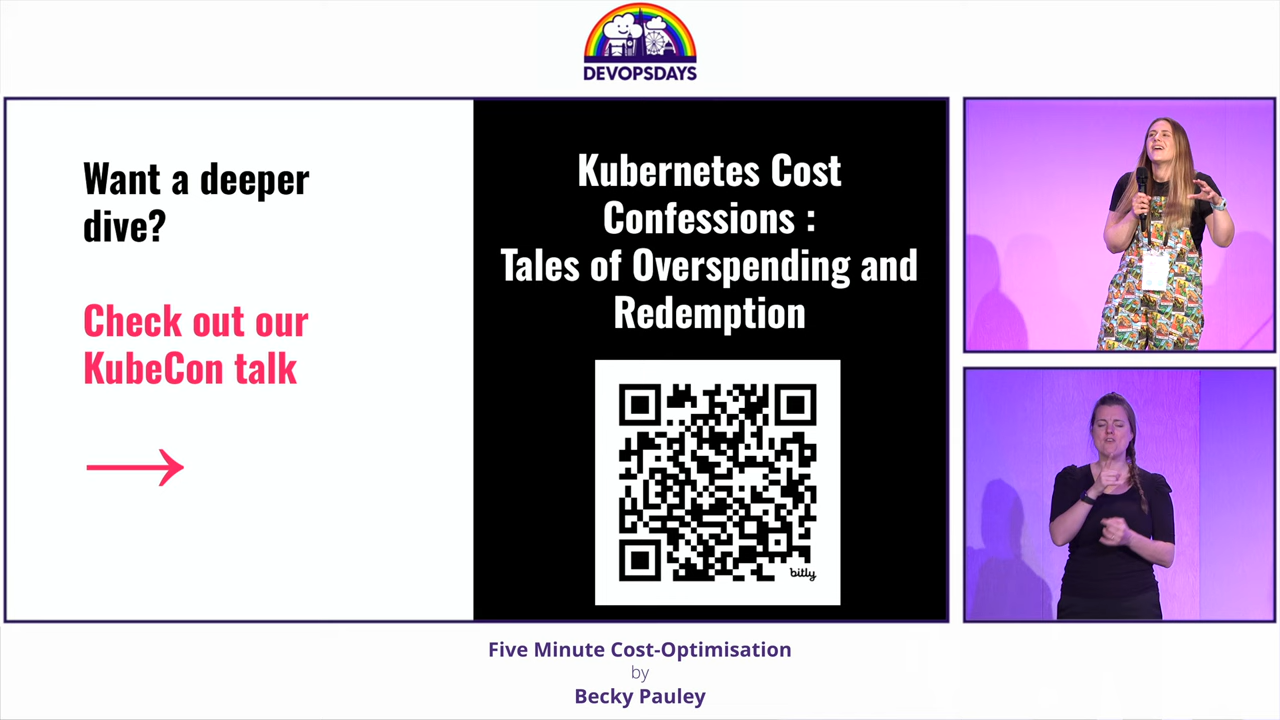 DEVOPSDAYS
Want a deeper
dive?
Check out our
KubeCon talk
Kubernetes Cost
Confessions :
Tales of Overspending and
Redemption
bitly
Five Minute Cost-Optimisation
by
Becky Pauley